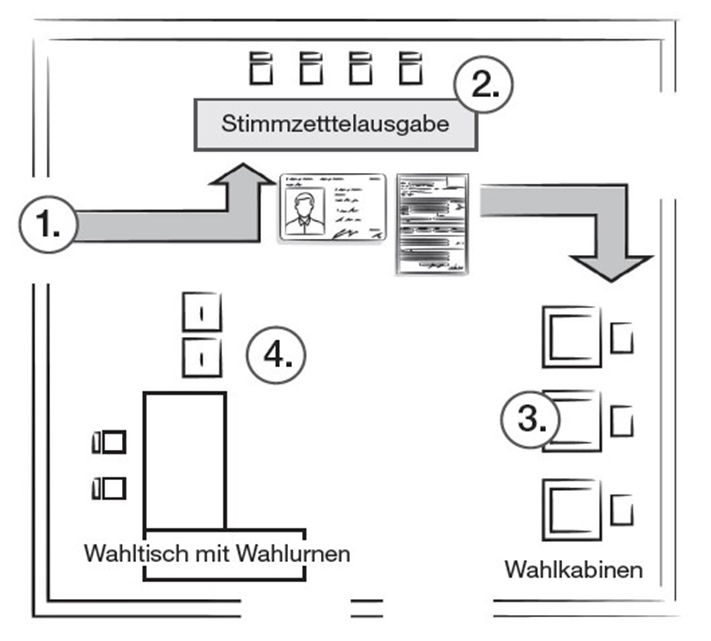 2.
Stimmzetttelausgabe
1.
4.
3.
Wahltisch mit Wahlurnen
Wahlkabinen